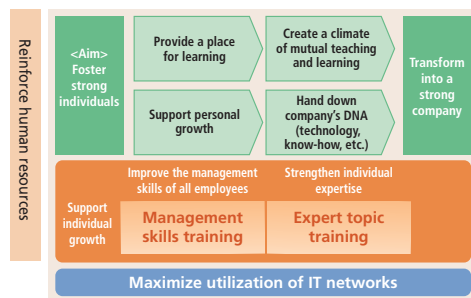 Reinforce human resources
<Aim>
Foster
strong
individuals
Provide a place
for learning
Create a climate
of mutual teaching
and learning
Support personal
growth
Hand down
company's DNA
(technology,
know-how, etc.)
Transform
into a
strong
company
Support
individual
growth
Improve the management
skills of all employees
Management
skills training
Strengthen individual
expertise
Expert topic
training
Maximize utilization of IT networks